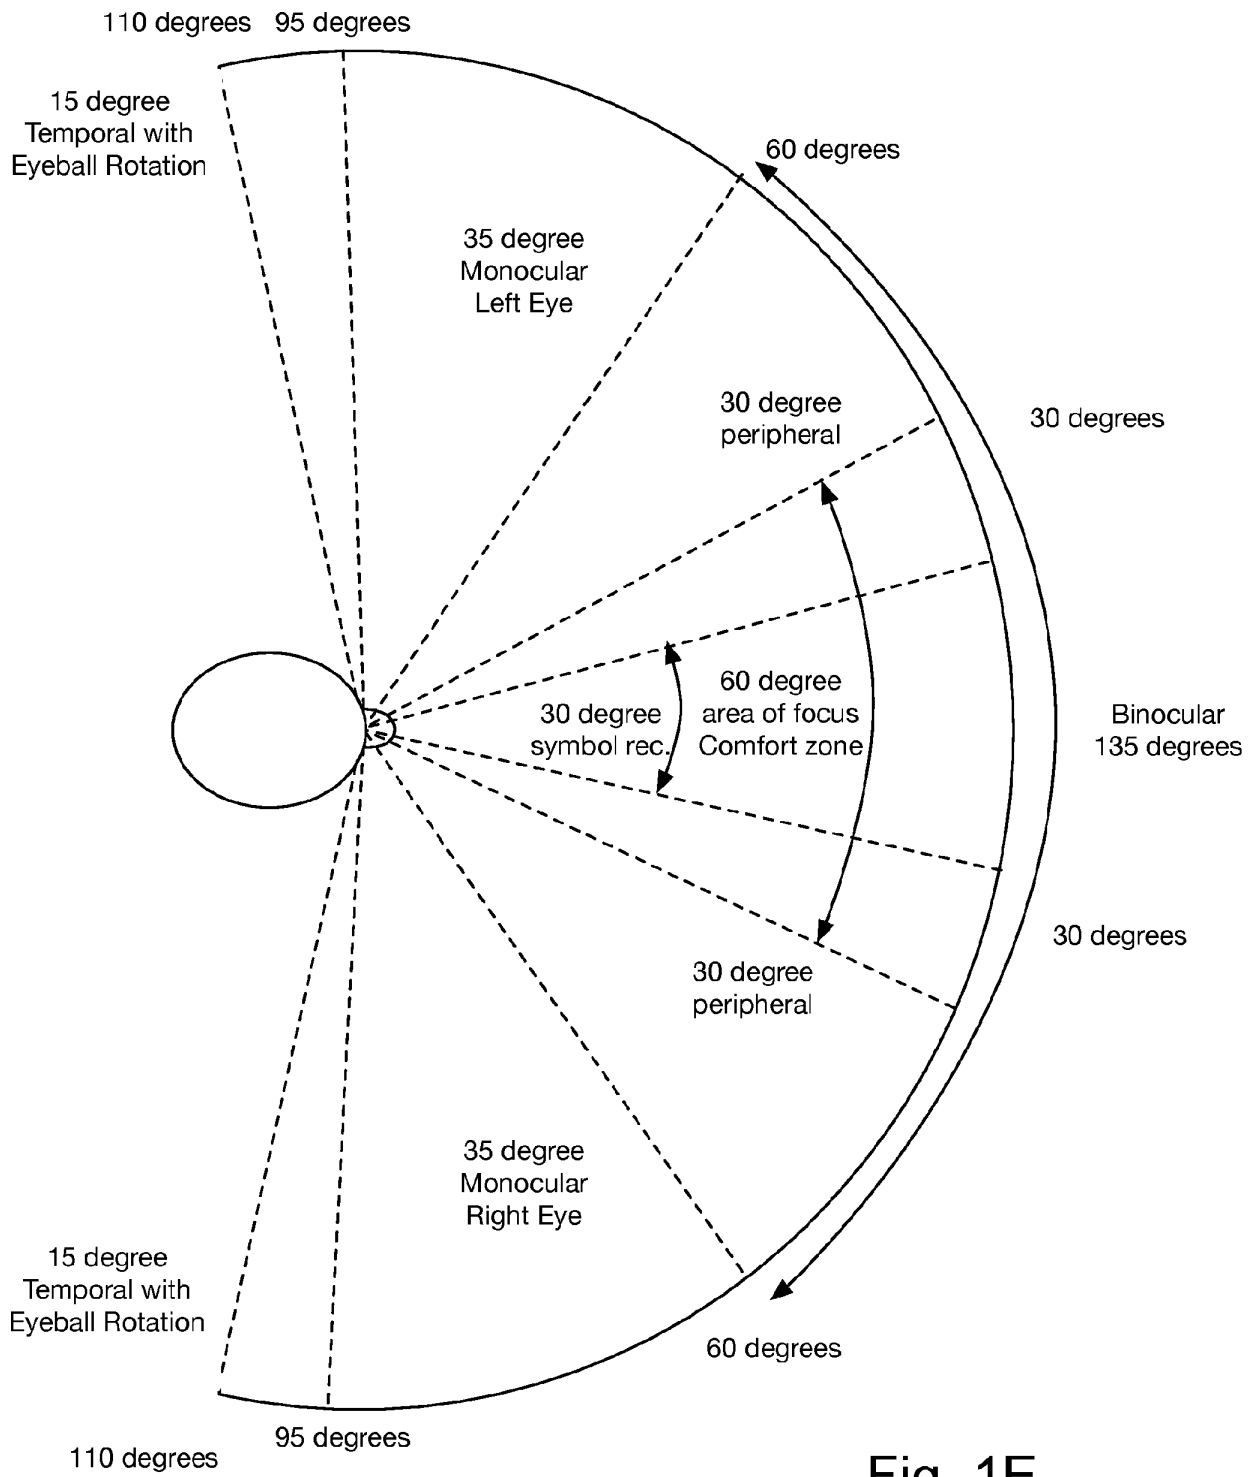 110 degrees 95 degrees
15 degree
Temporal with
Eyeball Rotation
60 degrees
35 degree
Monocular
Left Eye
30 degree
peripheral
30 degrees
60 degree
area of focus
Comfort zone
30 degree
symbol rec.
Binocular
135 degrees
30 degrees
30 degree
peripheral
35 degree
Monocular
Right Eye
15 degree
Temporal with
Eyeball Rotation
60 degrees
95 degrees
110 degrees